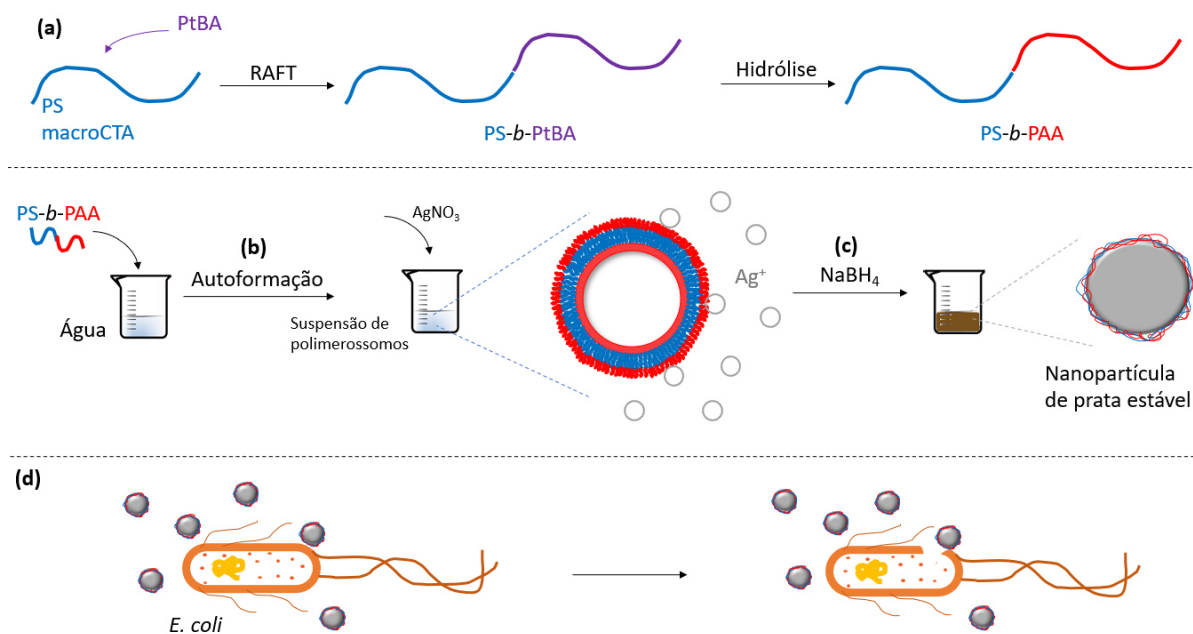 (a)
PtBA
PS
macroCTA
RAFT
PS-b-PtBA
Hidrólise
PS-b-PAA
PS-b-PAA
Água
(b)
Autoformação
AgNO₃
Suspensão de
polimerossomos
Ag⁺
(c)
NaBH₄
Nanopartícula
de prata estável
(d)
E. coli